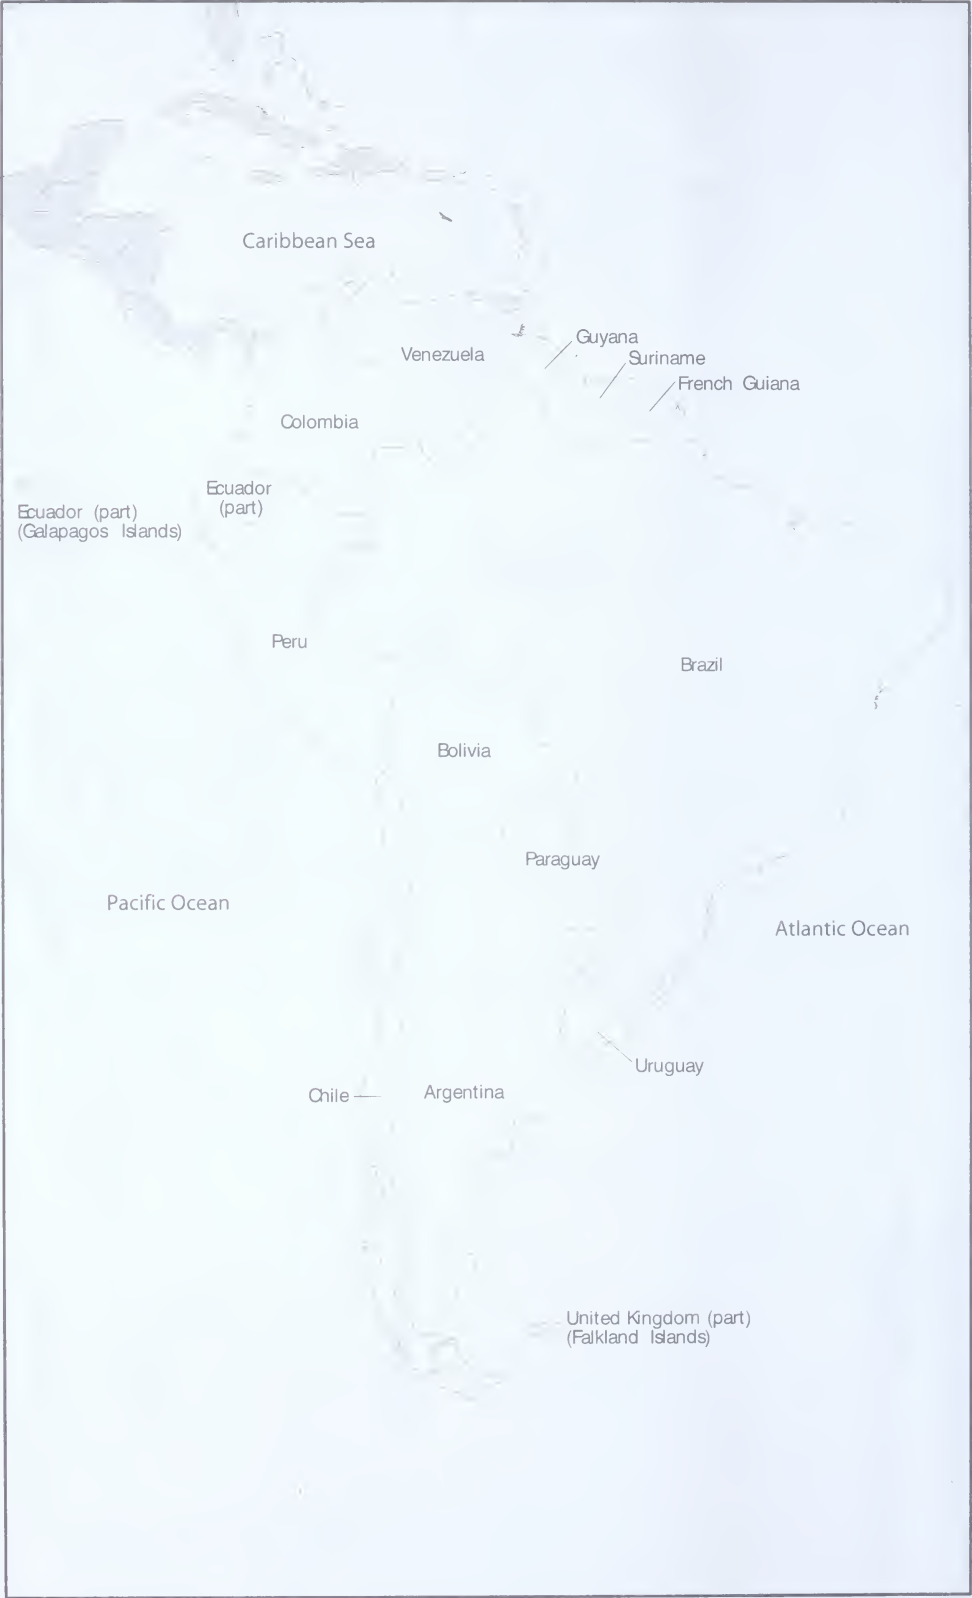 Caribbean Sea
Venezuela
Guyana
Suriname
French Guiana
Colombia
Ecuador
(part)
Ecuador (part)
(Galapagos Islands)
Peru
Brazil
Bolivia
Paraguay
Pacific Ocean
Atlantic Ocean
Uruguay
Chile
Argentina
United Kingdom (part)
(Falkland Islands)